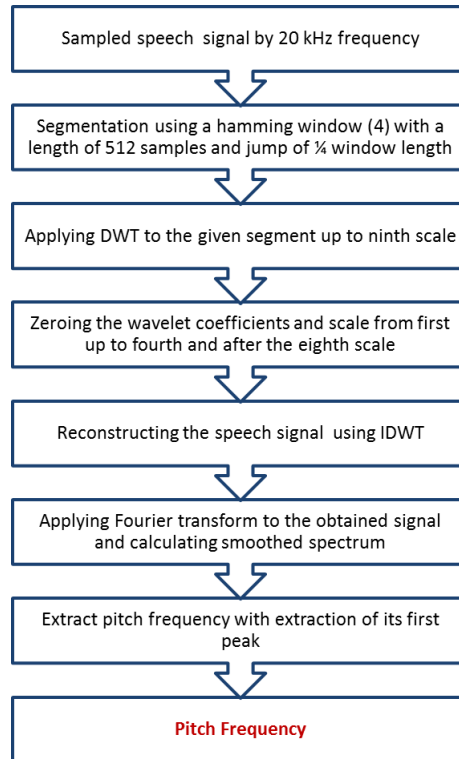 Sampled speech signal by 20 kHz frequency
Segmentation using a hamming window (4) with a
length of 512 samples and jump of ¼ window length
Applying DWT to the given segment up to ninth scale
Zeroing the wavelet coefficients and scale from first
up to fourth and after the eighth scale
Reconstructing the speech signal using IDWT
Applying Fourier transform to the obtained signal
and calculating smoothed spectrum
Extract pitch frequency with extraction of its first
peak
Pitch Frequency